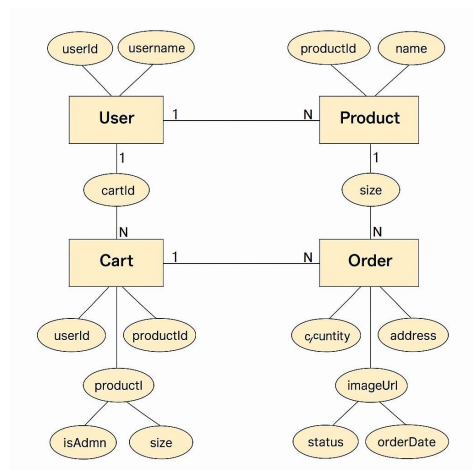 userId
username
productId
name
User
1
N
Product
1
1
cartId
size
N
N
Cart
1
N
Order
userId
productId
address
productI
imageUrl
isAdmn
size
status
orderDate